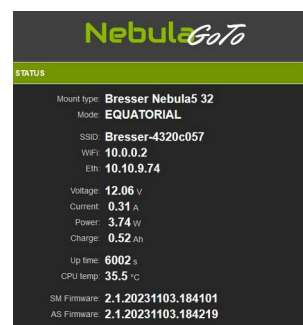 NebulaGoTo
STATUS
Mount type: Bresser Nebula5 32
Mode: EQUATORIAL
SSID: Bresser-4320c057
WiFi: 10.0.0.2
Eth: 10.10.9.74
Voltage: 12.06 V
Current: 0.31 A
Power: 3.74 W
Charge: 0.52 Ah
Up time: 6002 s
CPU temp: 35.5 °C
SM Firmware: 2.1.20231103.184101
AS Firmware: 2.1.20231103.184219